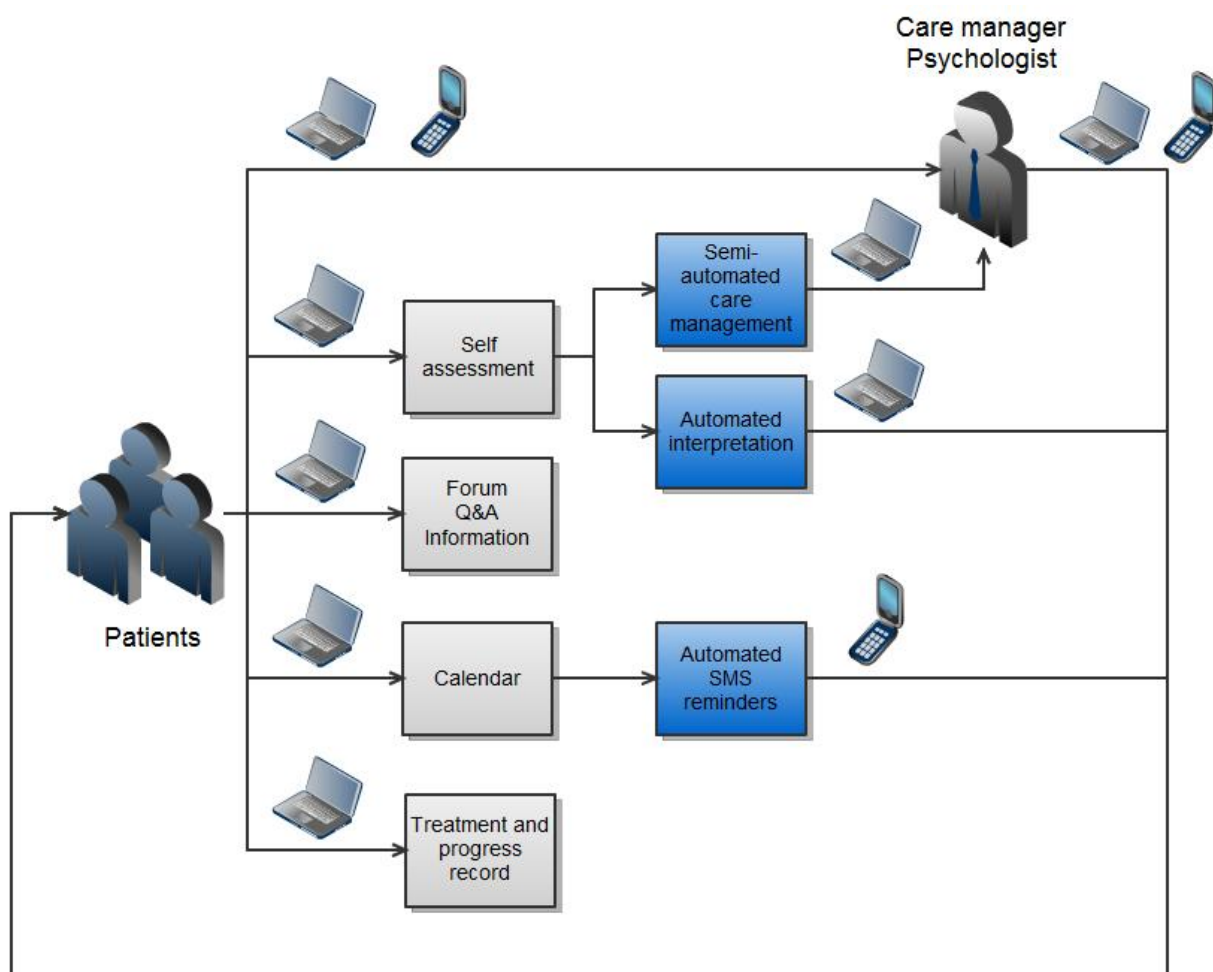 Care manager
Psychologist
Semi-
automated
care
management
Self
assessment
Automated
interpretation
Forum
Q&A
Information
Patients
Calendar
Automated
SMS
reminders
Treatment and
progress
record